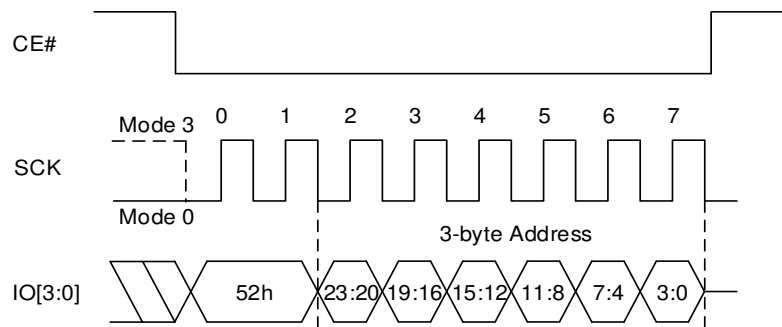 CE#
Mode 3
0 1 2 3 4 5 6 7
SCK
Mode 0
3-byte Address
IO[3:0]
52h 23:20 19:16 15:12 11:8 7:4 3:0